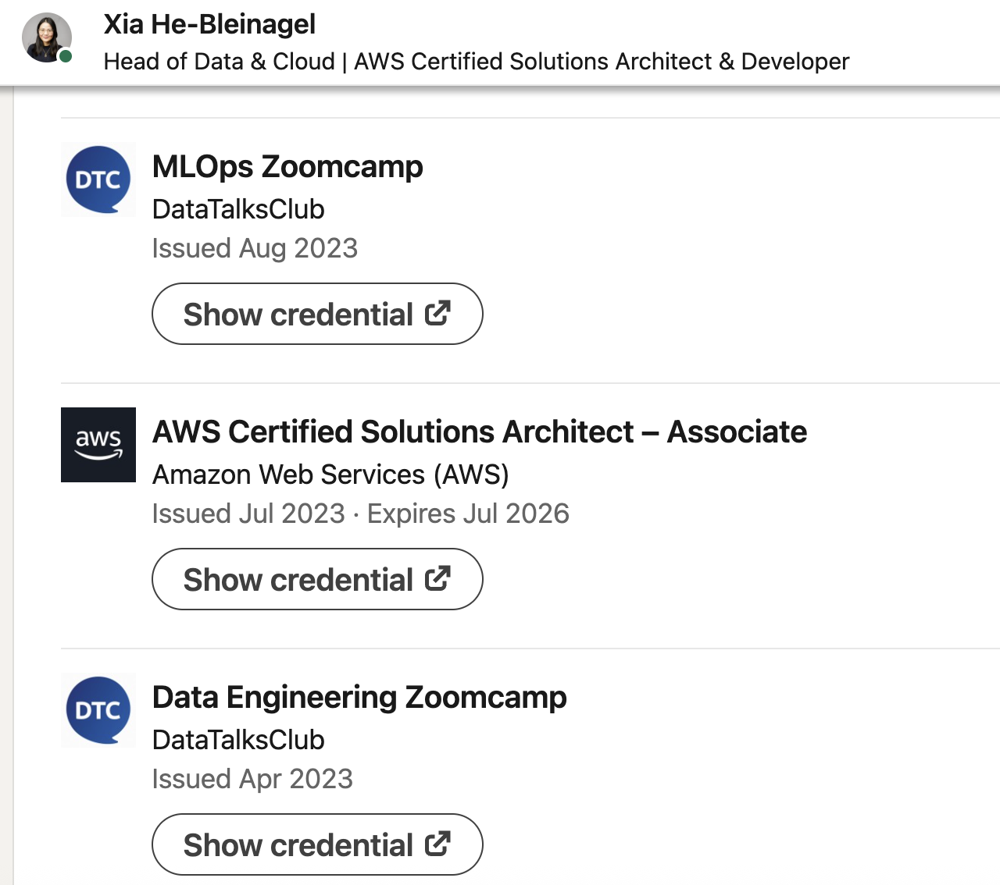 Xia He-Bleinagel
Head of Data & Cloud | AWS Certified Solutions Architect & Developer
DTC
MLOps Zoomcamp
DataTalksClub
Issued Aug 2023
Show credential
aws
AWS Certified Solutions Architect – Associate
Amazon Web Services (AWS)
Issued Jul 2023 · Expires Jul 2026
Show credential
DTC
Data Engineering Zoomcamp
DataTalksClub
Issued Apr 2023
Show credential